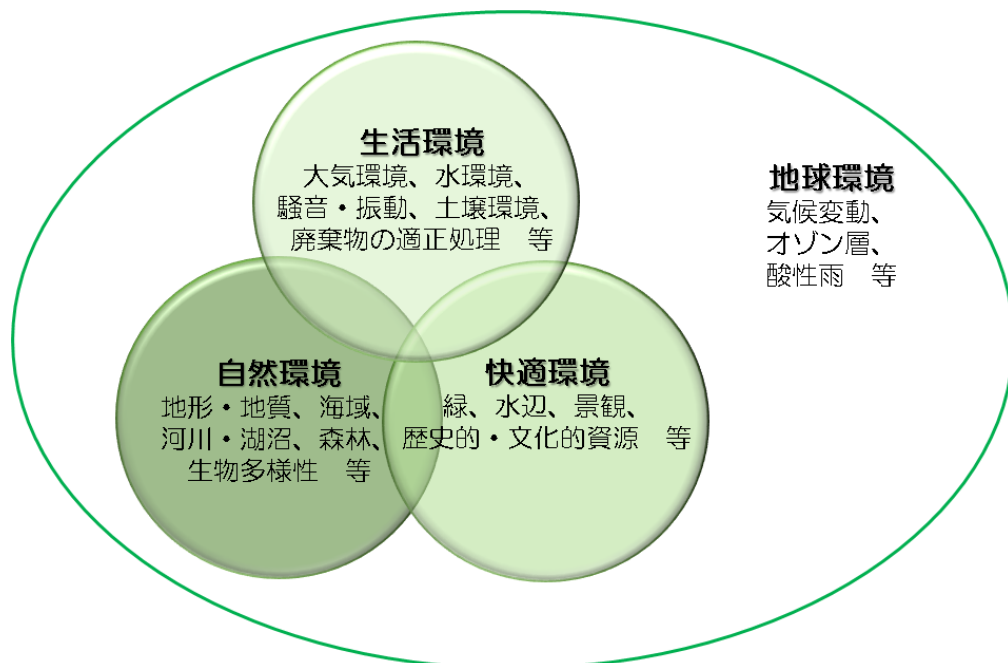 生活環境
大気環境、水環境、
騒音・振動、土壌環境、
廃棄物の適正処理　等
地球環境
気候変動、
オゾン層、
酸性雨　等
自然環境
地形・地質、海域、
河川・湖沼、森林、
生物多様性　等
快適環境
緑、水辺、景観、
歴史的・文化的資源　等